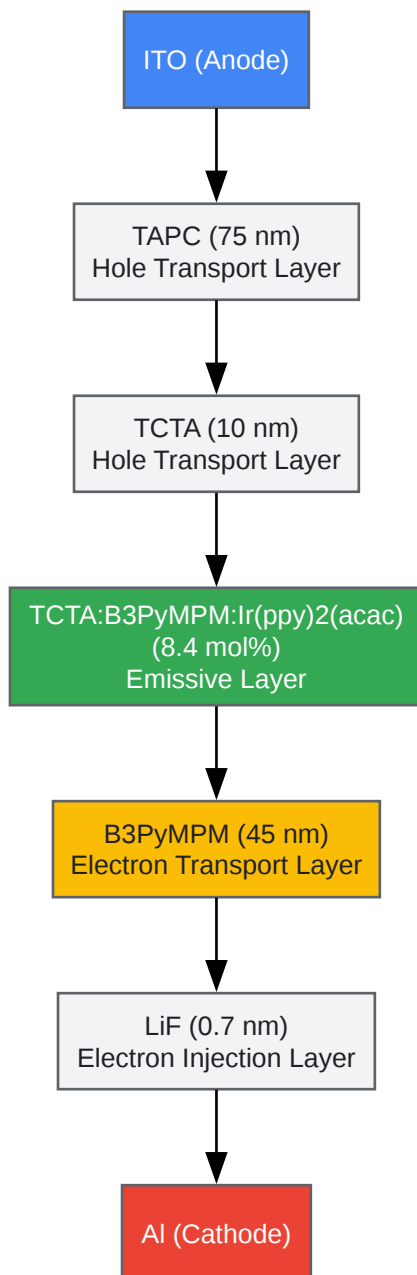 ITO (Anode)
TAPC (75 nm)
Hole Transport Layer
TCTA (10 nm)
Hole Transport Layer
TCTA:B3PyMPM:Ir(ppy)2(acac)
(8.4 mol%)
Emissive Layer
B3PyMPM (45 nm)
Electron Transport Layer
LiF (0.7 nm)
Electron Injection Layer
Al (Cathode)